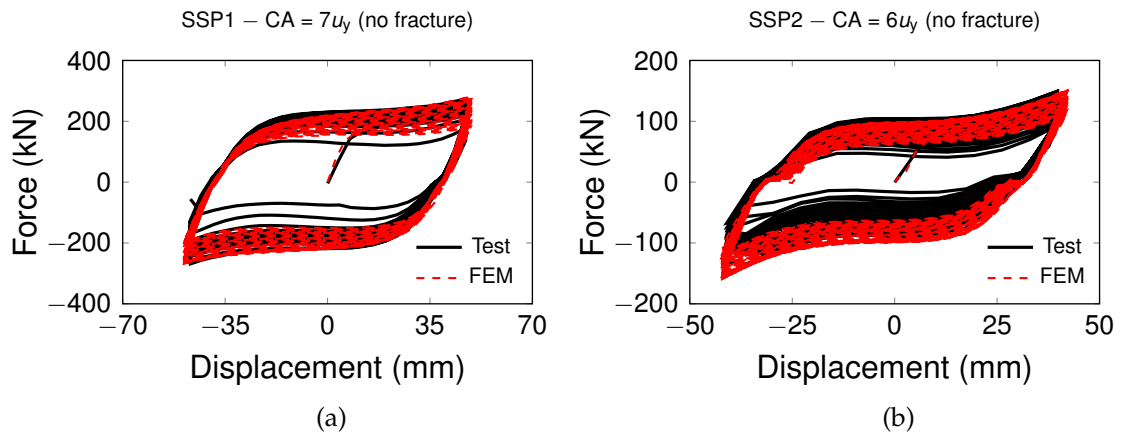 SSP1 − CA = 7uy (no fracture)
400
200
0
−200
−400
Force (kN)
−70
−35
0
35
70
Displacement (mm)
Test
FEM
(a)
SSP2 − CA = 6uy (no fracture)
200
100
0
−100
−200
Force (kN)
−50
−25
0
25
50
Displacement (mm)
Test
FEM
(b)